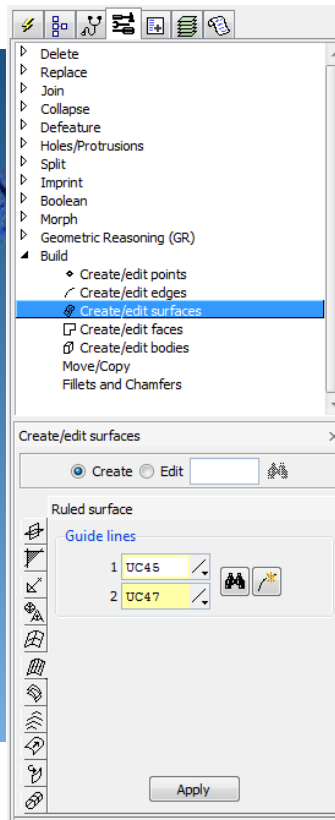 Delete
Replace
Join
Collapse
Defeature
Holes/Protrusions
Split
Imprint
Boolean
Morph
Geometric Reasoning (GR)
Build
Create/edit points
Create/edit edges
Create/edit surfaces
Create/edit faces
Create/edit bodies
Move/Copy
Fillets and Chamfers
Create/edit surfaces
Create Edit
Ruled surface
Guide lines
1 UC45
2 UC47
Apply